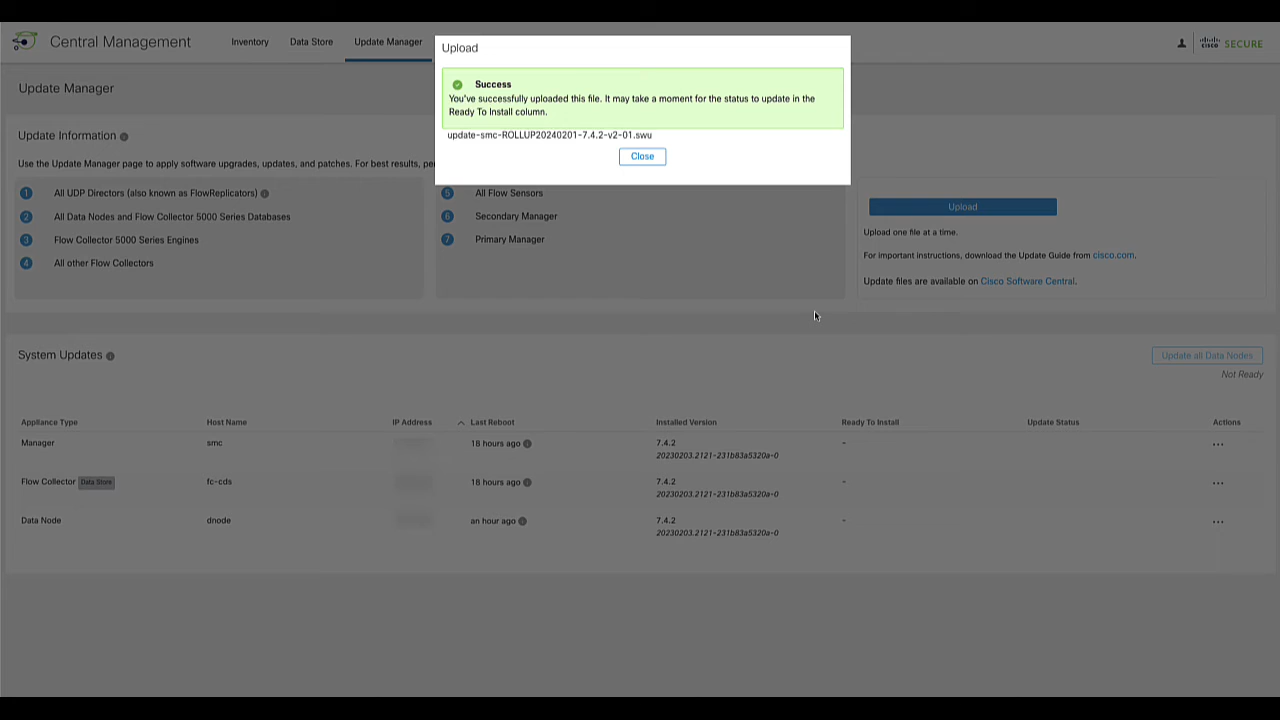 Central Management
Inventory
Data Store
Update Manager
cisco SECURE
Upload
Success
You've successfully uploaded this file. It may take a moment for the status to update in the
Ready To Install column.
update-smc-ROLLUP20240201-7.4.2-v2-01.swu
Close
Update Manager
Update Information
Use the Update Manager page to apply software upgrades, updates, and patches. For best results, pe
1 All UDP Directors (also known as FlowReplicators)
2 All Data Nodes and Flow Collector 5000 Series Databases
3 Flow Collector 5000 Series Engines
4 All other Flow Collectors
5 All Flow Sensors
6 Secondary Manager
7 Primary Manager
Upload
Upload one file at a time.
For important instructions, download the Update Guide from cisco.com.
Update files are available on Cisco Software Central.
System Updates
Update all Data Nodes
Not Ready
Appliance Type Host Name IP Address Last Reboot Installed Version Ready To Install Update Status Actions
Manager smc 18 hours ago 7.4.2 - ...
20230203.2121-231b83a5320a-0
Flow Collector Data Store fc-cds 18 hours ago 7.4.2 - ...
20230203.2121-231b83a5320a-0
Data Node dnode an hour ago 7.4.2 - ...
20230203.2121-231b83a5320a-0